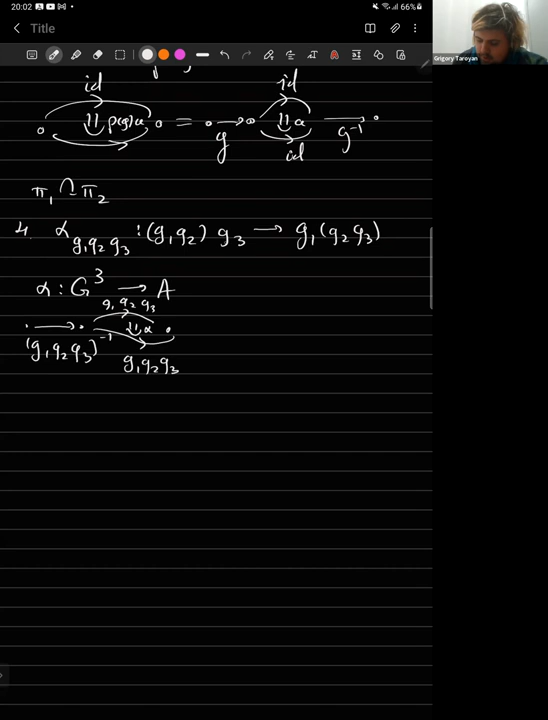 20:02 66%
Title
Grigory Taroyan
id id
ρ(g)a = g a g⁻¹
id
π₁ ↷ π₂
4. α_{g₁g₂g₃} : (g₁g₂) g₃ → g₁(g₂g₃)
α : G³ → A
g₁g₂g₃
α
(g₁g₂g₃)⁻¹
g₁g₂g₃